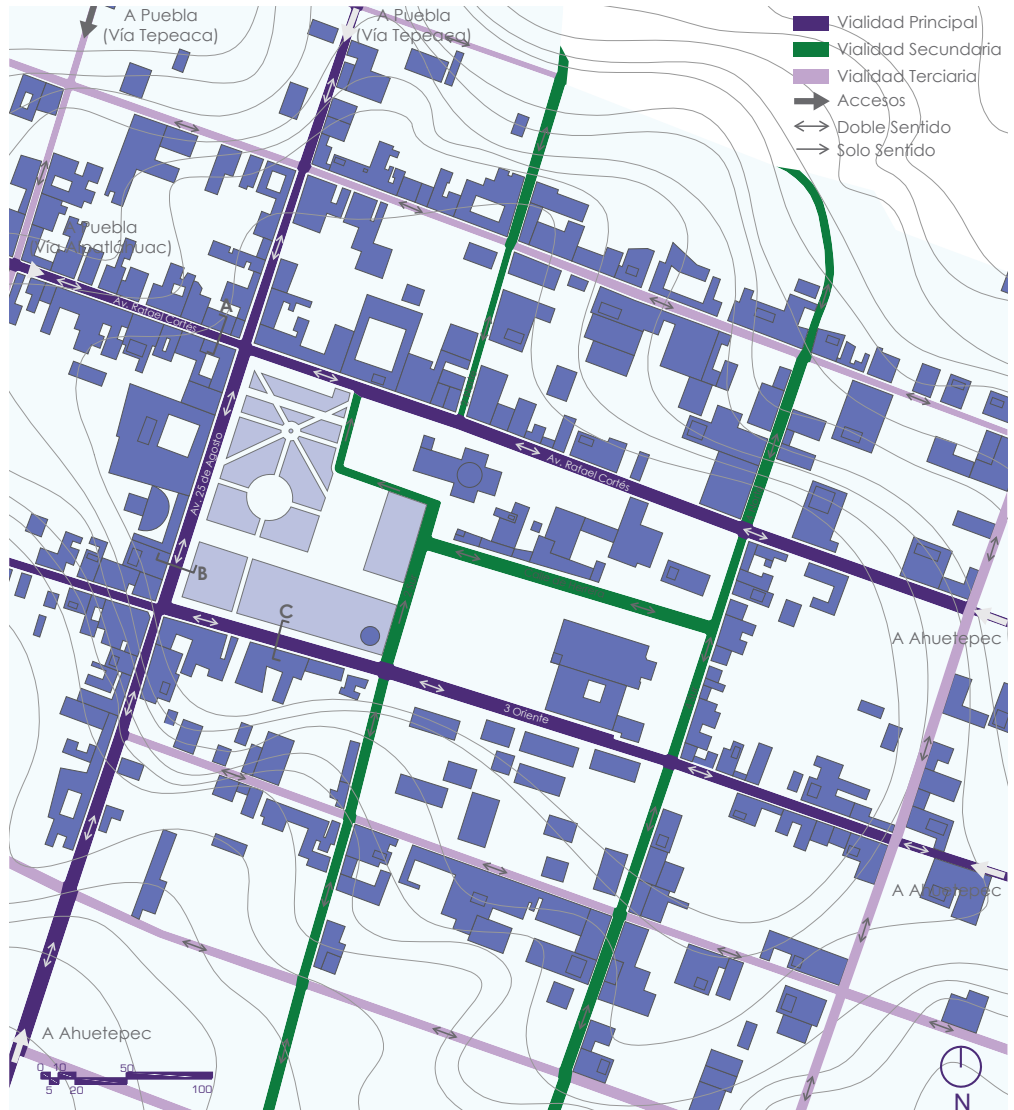 A Puebla
(Vía Tepeaca)
A Puebla
(Vía Tepeaca)
Vialidad Principal
Vialidad Secundaria
Vialidad Terciaria
Accesos
Doble Sentido
Solo Sentido
A Puebla
Av. Rafael Cortés
A
Av. 25 de Agosto
Av. Rafael Cortés
B
C
A Ahuetepec
3 Oriente
A Ahuetepec
A Ahuetepec
0 10 50
5 20 100
N